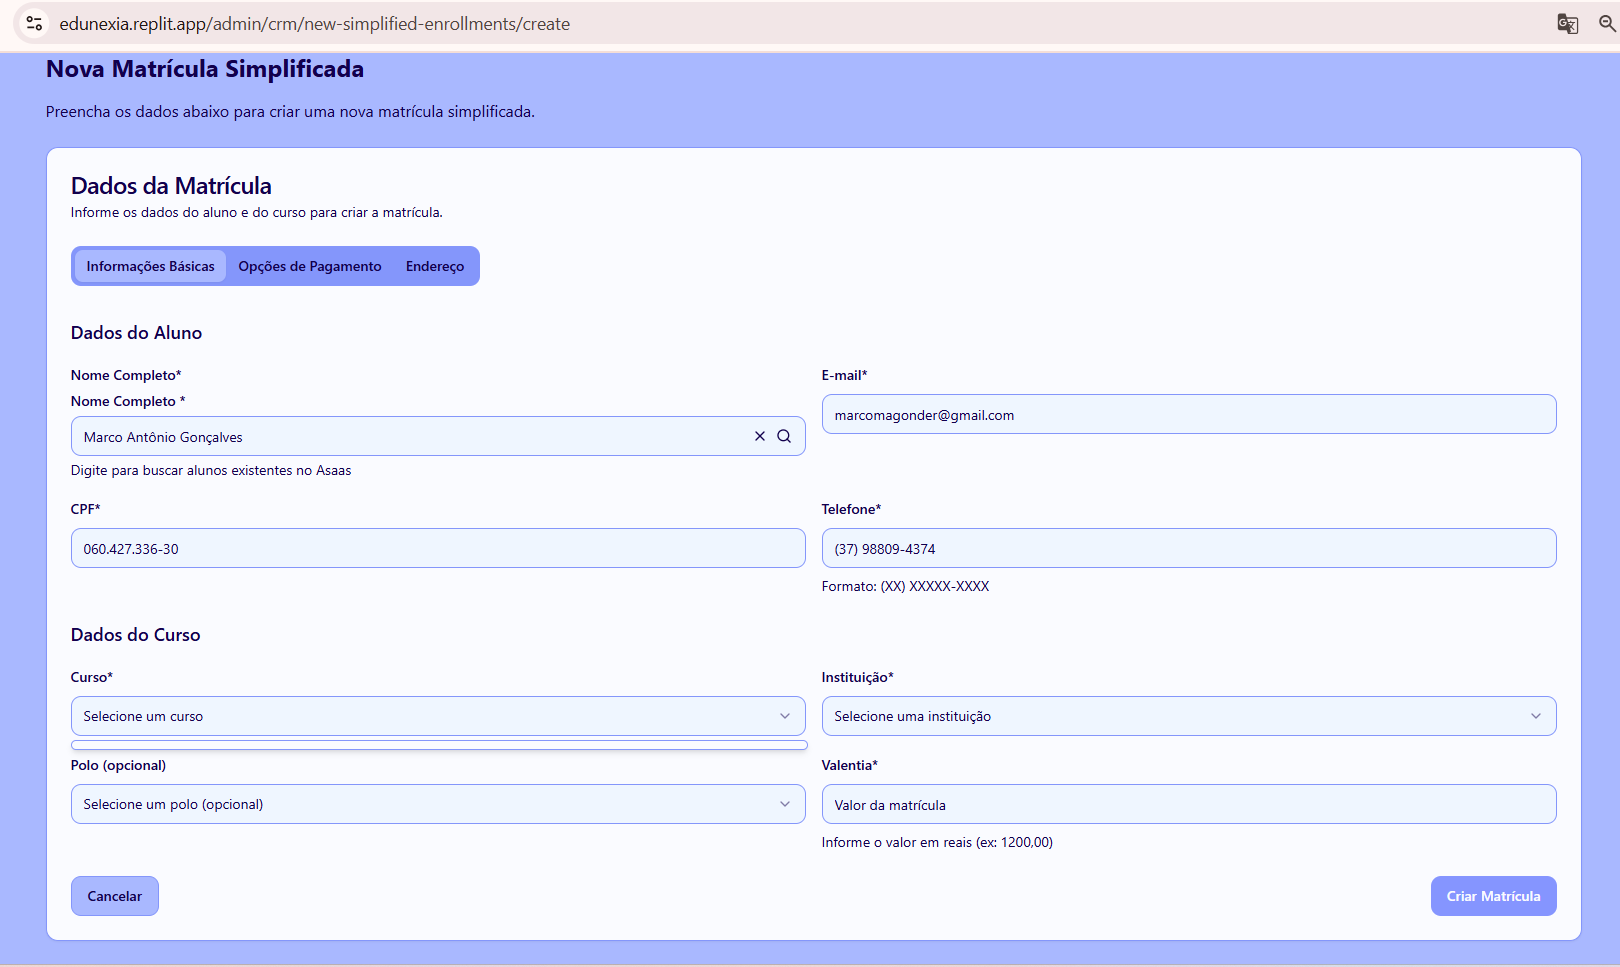 edunexia.replit.app/admin/crm/new-simplified-enrollments/create
Nova Matrícula Simplificada
Preencha os dados abaixo para criar uma nova matrícula simplificada.
Dados da Matrícula
Informe os dados do aluno e do curso para criar a matrícula.
Informações Básicas
Opções de Pagamento
Endereço
Dados do Aluno
Nome Completo*
Nome Completo *
Marco Antônio Gonçalves
Digite para buscar alunos existentes no Asaas
E-mail*
marcomagonder@gmail.com
CPF*
060.427.336-30
Telefone*
(37) 98809-4374
Formato: (XX) XXXXX-XXXX
Dados do Curso
Curso*
Selecione um curso
Instituição*
Selecione uma instituição
Polo (opcional)
Selecione um polo (opcional)
Valentia*
Valor da matrícula
Informe o valor em reais (ex: 1200,00)
Cancelar
Criar Matrícula